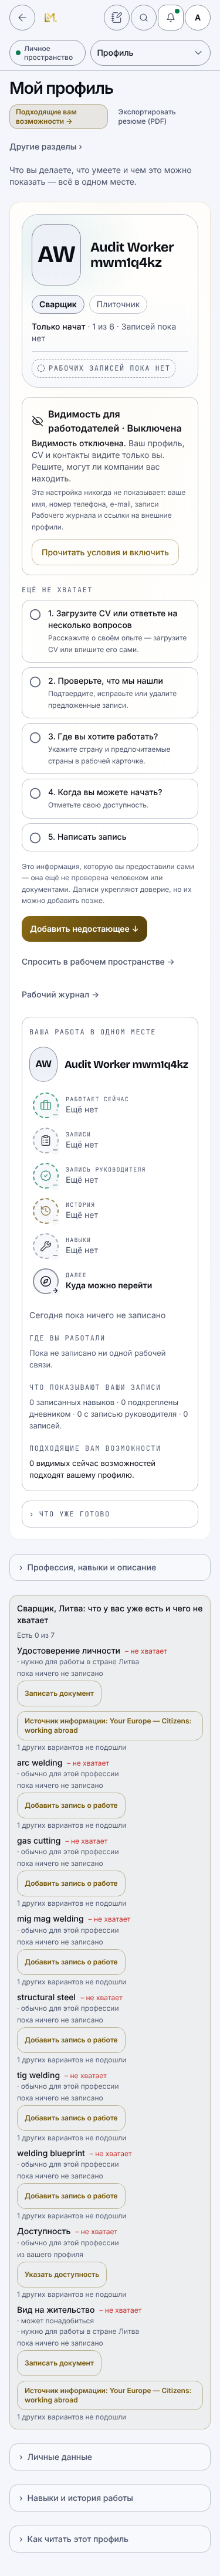 Личное
пространство
Профиль
A
Мой профиль
Подходящие вам
возможности →
Экспортировать
резюме (PDF)
Другие разделы ›
Что вы делаете, что умеете и чем это можно
показать — всё в одном месте.
AW
Audit Worker
mwm1q4kz
Сварщик
Плиточник
Только начат · 1 из 6 · Записей пока
нет
РАБОЧИХ ЗАПИСЕЙ ПОКА НЕТ
Видимость для
работодателей · Выключена
Видимость отключена. Ваш профиль,
CV и контакты видите только вы.
Решите, могут ли компании вас
находить.
Эта настройка никогда не показывает: ваше
имя, номер телефона, e-mail, записи
Рабочего журнала и ссылки на внешние
профили.
Прочитать условия и включить
ЕЩЁ НЕ ХВАТАЕТ
1. Загрузите CV или ответьте на
несколько вопросов
Расскажите о своём опыте — загрузите
CV или впишите его сами.
2. Проверьте, что мы нашли
Подтвердите, исправьте или удалите
предложенные записи.
3. Где вы хотите работать?
Укажите страну и предпочитаемые
страны в рабочей карточке.
4. Когда вы можете начать?
Отметьте свою доступность.
5. Написать запись
Это информация, которую вы предоставили сами
— она ещё не проверена человеком или
документами. Даписи укрепляют доверие, но их
можно добавить позже.
Добавить недостающее ↓
Спросить в рабочем пространстве →
Рабочий журнал →
ВАША РАБОТА В ОДНОМ МЕСТЕ
AW
Audit Worker mwm1q4kz
РАБОТАЕТ СЕЙЧАС
Ещё нет
ЗАПИСИ
Ещё нет
ЗАПИСЬ РУКОВОДИТЕЛЯ
Ещё нет
ИСТОРИЯ
Ещё нет
НАВЫКИ
Ещё нет
ДАЛЕЕ
Куда можно перейти
Сегодня пока ничего не записано
ГДЕ ВЫ РАБОТАЛИ
Пока не записано ни одной рабочей
связи.
ЧТО ПОКАЗЫВАЮТ ВАШИ ЗАПИСИ
0 записанных навыков · 0 подкреплены
дневником · 0 с записью руководителя · 0
записей.
ПОДХОДЯЩИЕ ВАМ ВОЗМОЖНОСТИ
0 видимых сейчас возможностей
подходят вашему профилю.
› ЧТО УЖЕ ГОТОВО
› Профессия, навыки и описание
Сварщик, Литва: что у вас уже есть и чего не
хватает
Есть 0 из 7
Удостоверение личности – не хватает
· нужно для работы в стране Литва
пока ничего не записано
Записать документ
Источник информации: Your Europe — Citizens:
working abroad
1 других вариантов не подошли
arc welding – не хватает
· обычно для этой профессии
пока ничего не записано
Добавить запись о работе
1 других вариантов не подошли
gas cutting – не хватает
· обычно для этой профессии
пока ничего не записано
Добавить запись о работе
1 других вариантов не подошли
mig mag welding – не хватает
· обычно для этой профессии
пока ничего не записано
Добавить запись о работе
1 других вариантов не подошли
structural steel – не хватает
· обычно для этой профессии
пока ничего не записано
Добавить запись о работе
1 других вариантов не подошли
tig welding – не хватает
· обычно для этой профессии
пока ничего не записано
Добавить запись о работе
1 других вариантов не подошли
welding blueprint – не хватает
· обычно для этой профессии
пока ничего не записано
Добавить запись о работе
1 других вариантов не подошли
Доступность – не хватает
· обычно для этой профессии
из вашего профиля
Указать доступность
1 других вариантов не подошли
Вид на жительство – не хватает
· может понадобиться
· нужно для работы в стране Литва
пока ничего не записано
Записать документ
Источник информации: Your Europe — Citizens:
working abroad
1 других вариантов не подошли
› Личные данные
› Навыки и история работы
› Как читать этот профиль